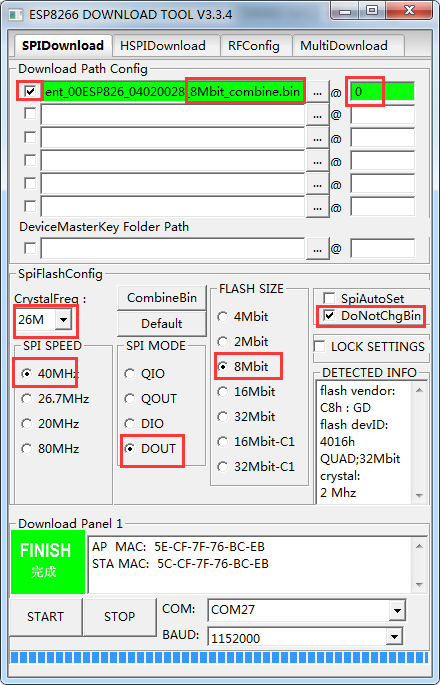 ESP8266 DOWNLOAD TOOL V3.3.4
SPIDownload HSPIDownload RFConfig MultiDownload
Download Path Config
ent_00ESP826_04020028_8Mbit_combine.bin ... @ 0
... @
... @
... @
... @
... @
DeviceMasterKey Folder Path
... @
SpiFlashConfig
CrystalFreq :
26M
CombineBin
Default
SPI SPEED
40MHz
26.7MHz
20MHz
80MHz
SPI MODE
QIO
QOUT
DIO
DOUT
FLASH SIZE
4Mbit
2Mbit
8Mbit
16Mbit
32Mbit
16Mbit-C1
32Mbit-C1
SpiAutoSet
DoNotChgBin
LOCK SETTINGS
DETECTED INFO
flash vendor:
C8h : GD
flash devID:
4016h
QUAD;32Mbit
crystal:
2 Mhz
Download Panel 1
FINISH
完成
AP MAC: 5E-CF-7F-76-BC-EB
STA MAC: 5C-CF-7F-76-BC-EB
START STOP
COM: COM27
BAUD: 1152000